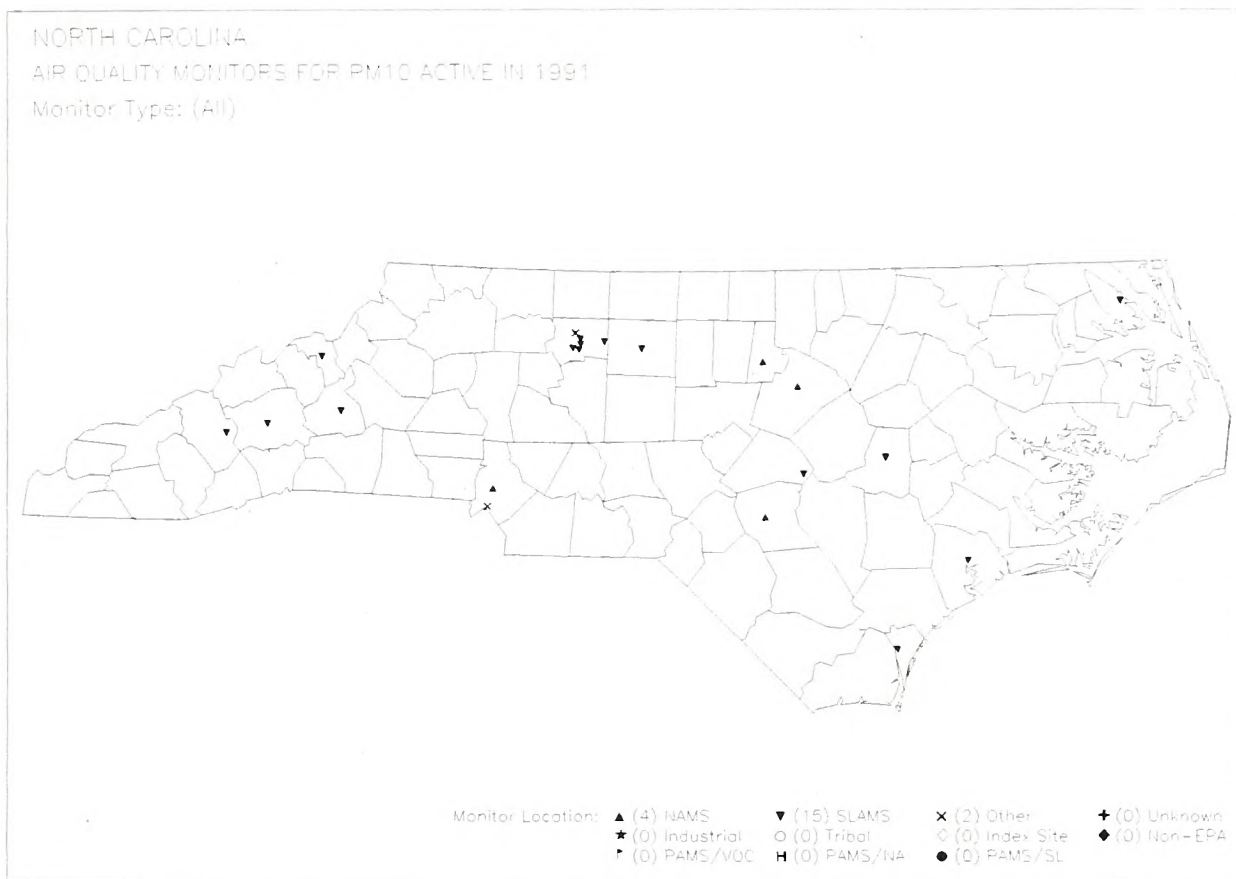 NORTH CAROLINA
AIR QUALITY MONITORS FOR PM10 ACTIVE IN 1991
Monitor Type: (All)
Monitor Location: (4) NAMS (15) SLAMS (2) Other (0) Unknown
(0) Industrial (0) Tribal (0) Index Site (0) Non-EPA
(0) PAMS/VOC (0) PAMS/NA (0) PAMS/SL